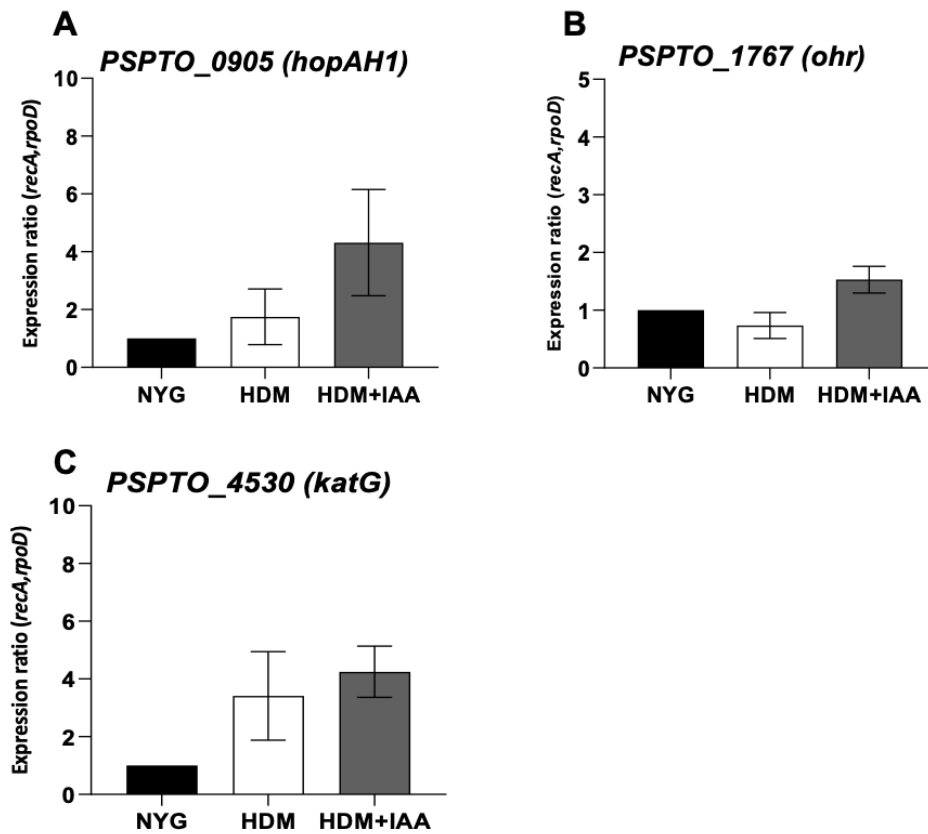 A
PSPTO_0905 (hopAH1)
Expression ratio (recA,rpoD)
10
8
6
4
2
0
NYG HDM HDM+IAA
B
PSPTO_1767 (ohr)
Expression ratio (recA,rpoD)
5
4
3
2
1
0
NYG HDM HDM+IAA
C
PSPTO_4530 (katG)
Expression ratio (recA,rpoD)
10
8
6
4
2
0
NYG HDM HDM+IAA